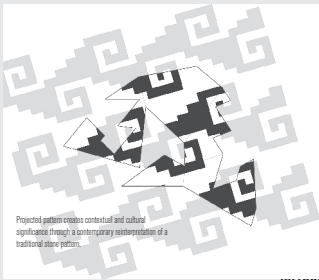 Projected pattern creates contextual and cultural
significance through a contemporary reinterpretation of a
traditional stone pattern.